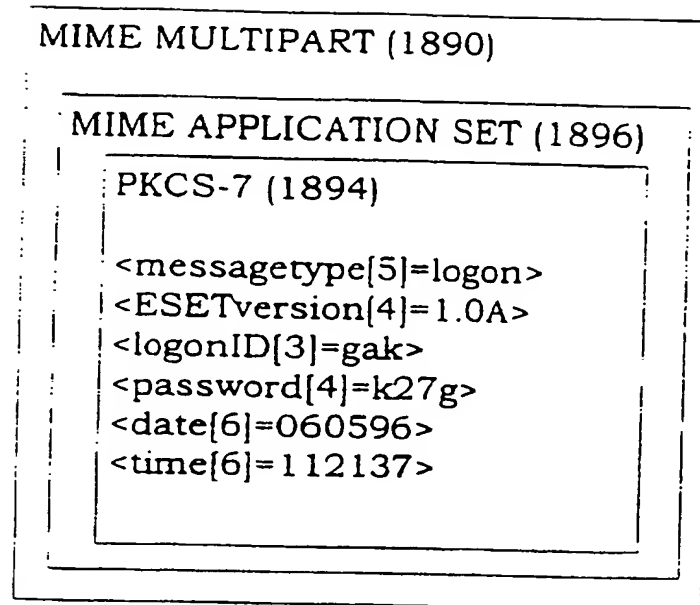 MIME MULTIPART (1890)
MIME APPLICATION SET (1896)
PKCS-7 (1894)
<messagetype[5]=logon>
<ESETversion[4]=1.0A>
<logonID[3]=gak>
<password[4]=k27g>
<date[6]=060596>
<time[6]=112137>